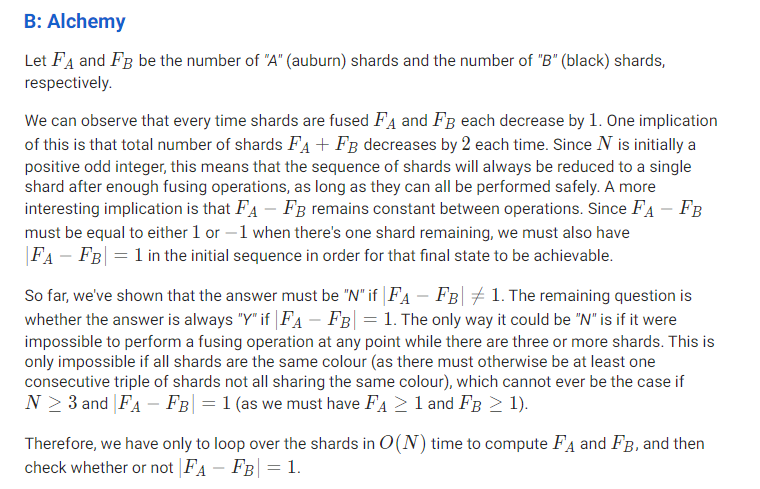 B: Alchemy
Let F_A and F_B be the number of "A" (auburn) shards and the number of "B" (black) shards,
respectively.
We can observe that every time shards are fused F_A and F_B each decrease by 1. One implication
of this is that total number of shards F_A + F_B decreases by 2 each time. Since N is initially a
positive odd integer, this means that the sequence of shards will always be reduced to a single
shard after enough fusing operations, as long as they can all be performed safely. A more
interesting implication is that F_A − F_B remains constant between operations. Since F_A − F_B
must be equal to either 1 or −1 when there's one shard remaining, we must also have
|F_A − F_B| = 1 in the initial sequence in order for that final state to be achievable.
So far, we've shown that the answer must be "N" if |F_A − F_B| ≠ 1. The remaining question is
whether the answer is always "Y" if |F_A − F_B| = 1. The only way it could be "N" is if it were
impossible to perform a fusing operation at any point while there are three or more shards. This is
only impossible if all shards are the same colour (as there must otherwise be at least one
consecutive triple of shards not all sharing the same colour), which cannot ever be the case if
N ≥ 3 and |F_A − F_B| = 1 (as we must have F_A ≥ 1 and F_B ≥ 1).
Therefore, we have only to loop over the shards in O(N) time to compute F_A and F_B, and then
check whether or not |F_A − F_B| = 1.